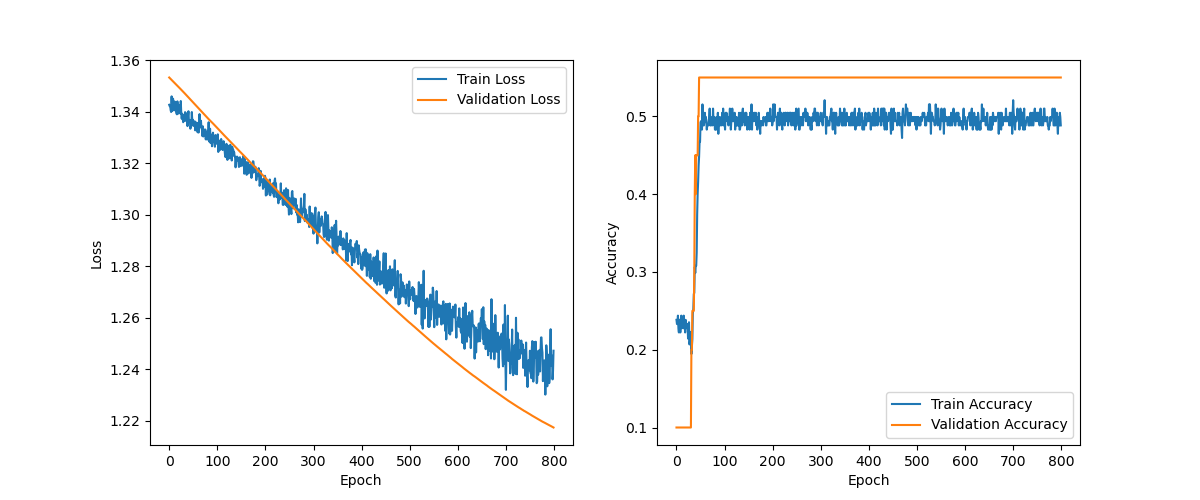 1.36
1.34
1.32
1.30
1.28
1.26
1.24
1.22
Loss
0 100 200 300 400 500 600 700 800
Epoch
Train Loss
Validation Loss
0.5
0.4
0.3
0.2
0.1
Accuracy
0 100 200 300 400 500 600 700 800
Epoch
Train Accuracy
Validation Accuracy